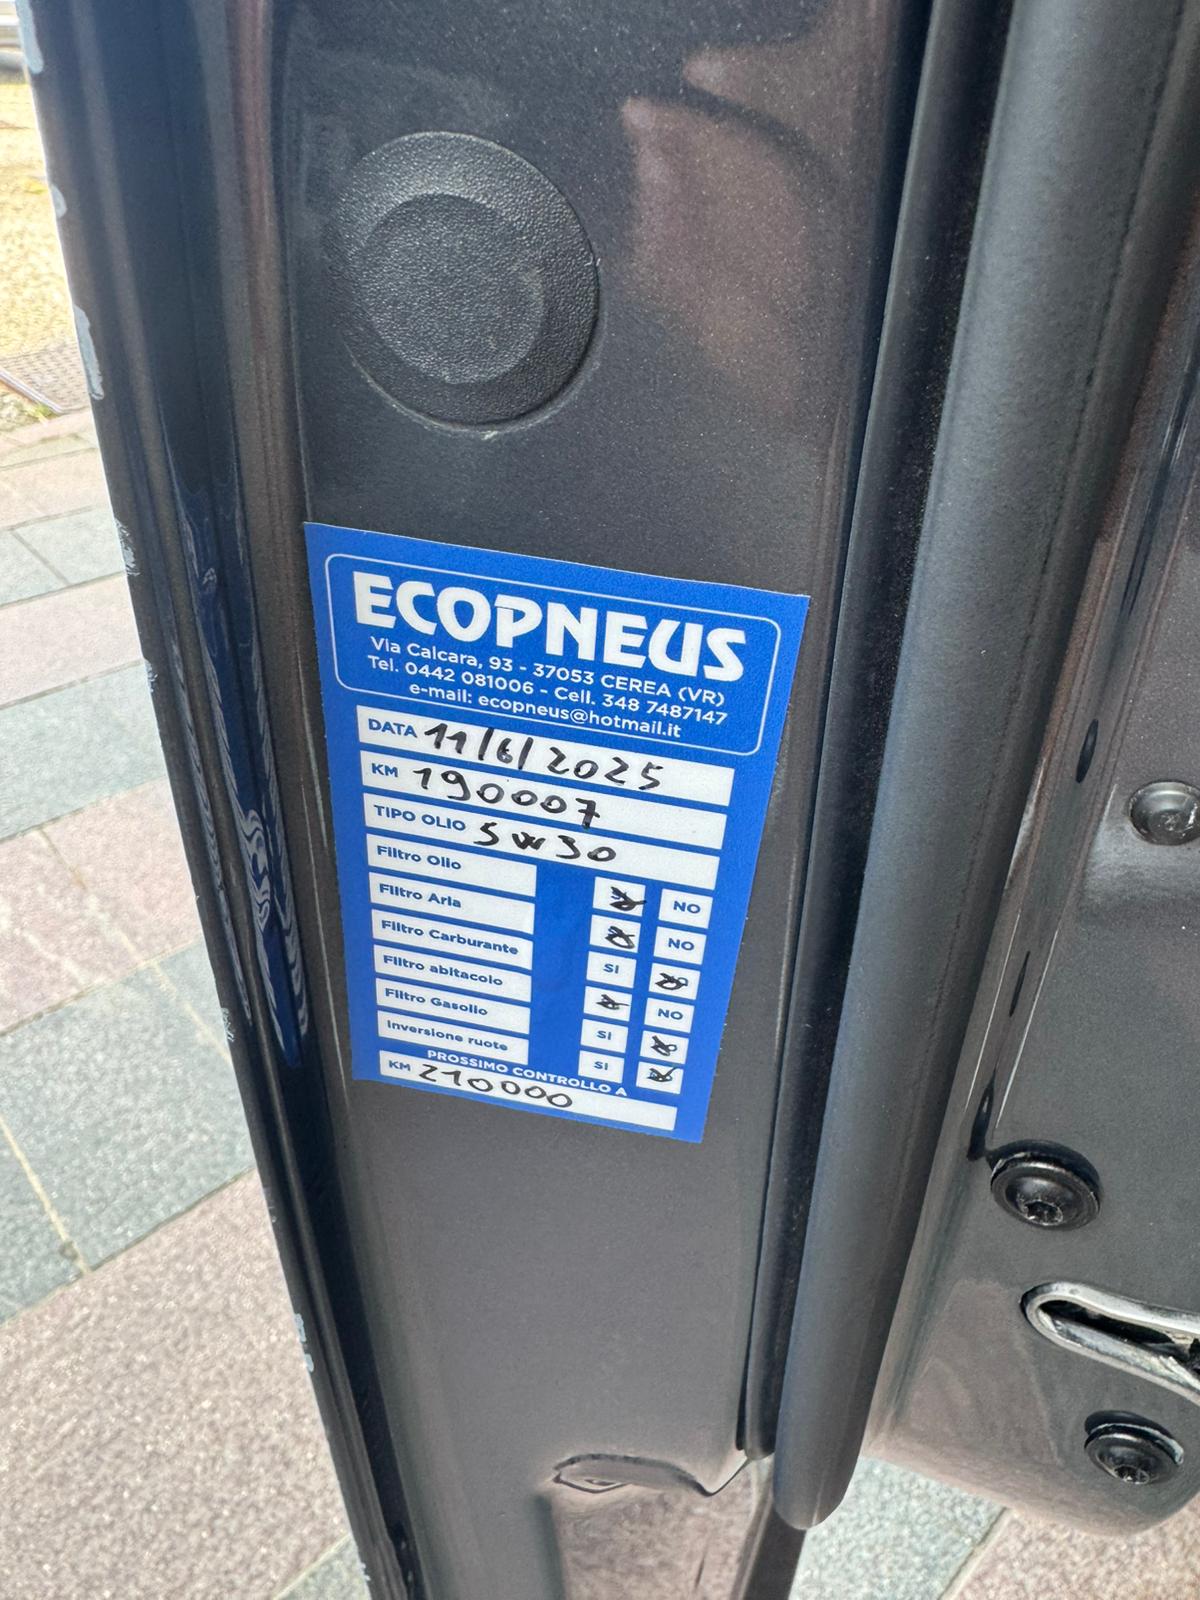 ECOPNEUS
Via Calcara, 93 - 37053 CEREA (VR)
Tel. 0442 081006 - Cell. 348 7487147
e-mail: ecopneus@hotmail.it
DATA 11/6/2025
KM 190007
TIPO OLIO 5W30
Filtro Olio NO
Filtro Aria NO
Filtro Carburante SI
Filtro abitacolo NO
Filtro Gasolio SI
Inversione ruote SI
PROSSIMO CONTROLLO A
KM 210000